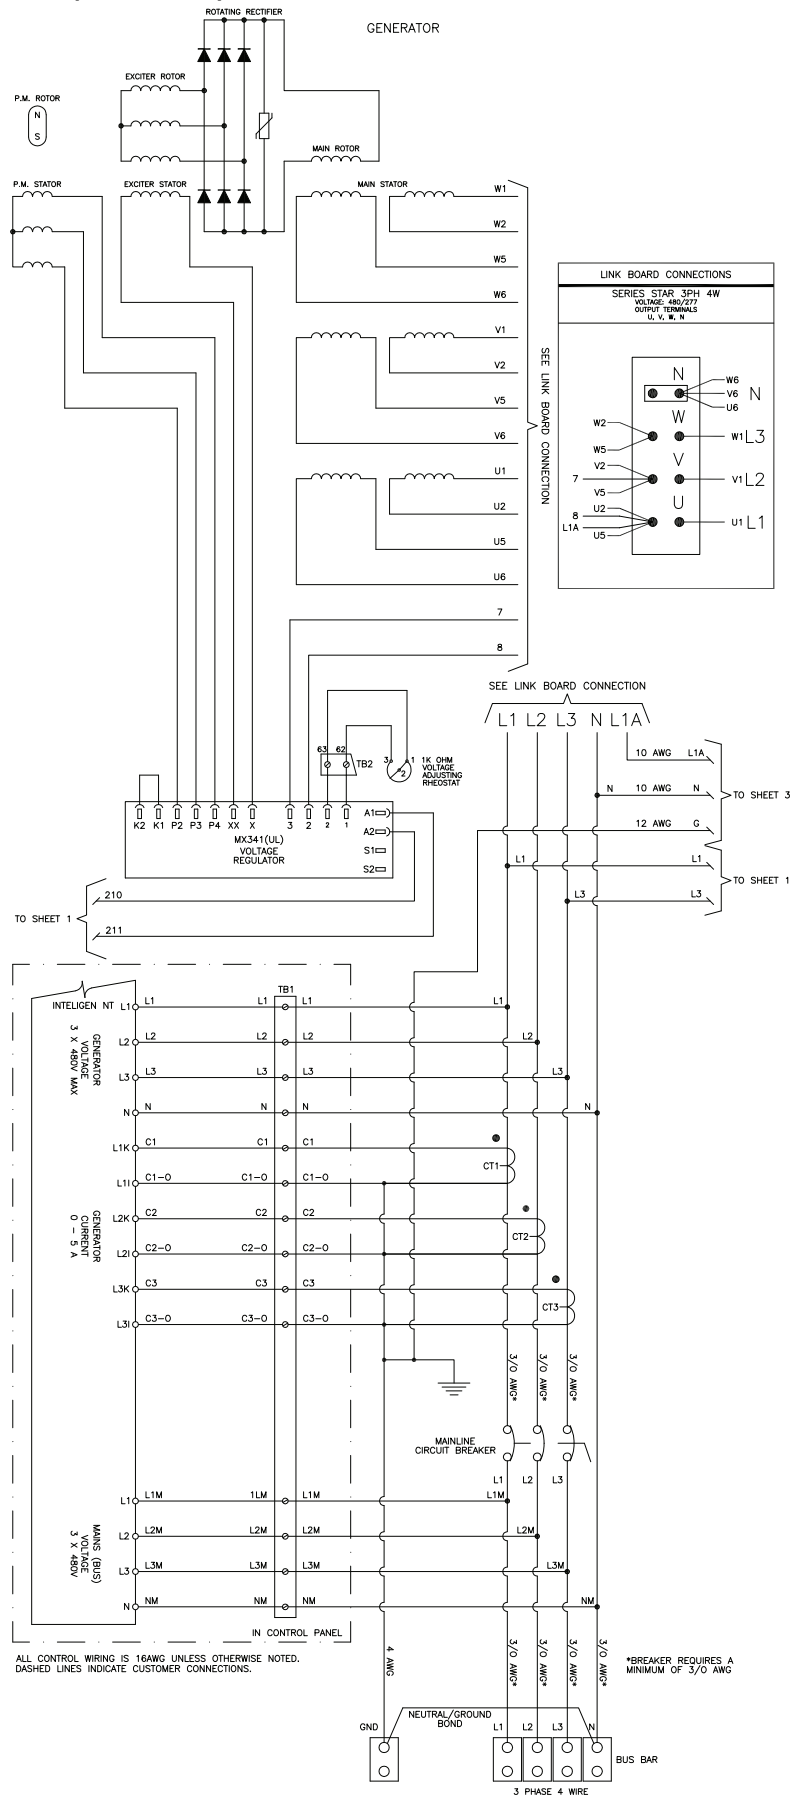 ROTATING RECTIFIER
GENERATOR
EXCITER ROTOR
P.M. ROTOR
N
S
MAIN ROTOR
P.M. STATOR
EXCITER STATOR
MAIN STATOR
W1
W2
W5
W6
V1
V2
V5
V6
U1
U2
U5
U6
7
8
SEE LINK BOARD CONNECTION
LINK BOARD CONNECTIONS
SERIES STAR 3PH 4W
VOLTAGE: 480/277
OUTPUT TERMINALS
U, V, W, N
N
W6
V6 N
U6
W
W2
W5
W1 L3
V
V2
7
V5
V1 L2
U
U2
8
L1A
U5
U1 L1
SEE LINK BOARD CONNECTION
L1 L2 L3 N L1A
10 AWG L1A
N 10 AWG N
TO SHEET 3
12 AWG G
L1 L1
TO SHEET 1
L3 L3
63 62
TB2
3 1
2
1K OHM
VOLTAGE
ADJUSTING
RHEOSTAT
K2 K1 P2 P3 P4 XX X 3 2 2 1
A1
A2
S1
S2
MX341(UL)
VOLTAGE
REGULATOR
210
TO SHEET 1
211
TB1
INTELIGEN NT
L1 L1 L1 L1 L1
L2 L2 L2 L2 L2
L3 L3 L3 L3 L3
N N N N N
GENERATOR
VOLTAGE
3 X 480V MAX
L1K C1 C1 C1
CT1
L1I C1-O C1-O C1-O
L2K C2 C2 C2
CT2
L2I C2-O C2-O C2-O
L3K C3 C3 C3
CT3
L3I C3-O C3-O C3-O
GENERATOR
CURRENT
0 - 5 A
3/0 AWG*
3/0 AWG*
3/0 AWG*
MAINLINE
CIRCUIT BREAKER
L1 L2 L3
L1 L1M 1LM L1M L1M
L2 L2M L2M L2M L2M
L3 L3M L3M L3M L3M
N NM NM NM NM
MAINS (BUS)
VOLTAGE
3 X 480V
IN CONTROL PANEL
ALL CONTROL WIRING IS 16AWG UNLESS OTHERWISE NOTED.
DASHED LINES INDICATE CUSTOMER CONNECTIONS.
4 AWG
3/0 AWG*
3/0 AWG*
3/0 AWG*
3/0 AWG*
*BREAKER REQUIRES A
MINIMUM OF 3/0 AWG
NEUTRAL/GROUND
BOND
GND L1 L2 L3 N
BUS BAR
3 PHASE 4 WIRE